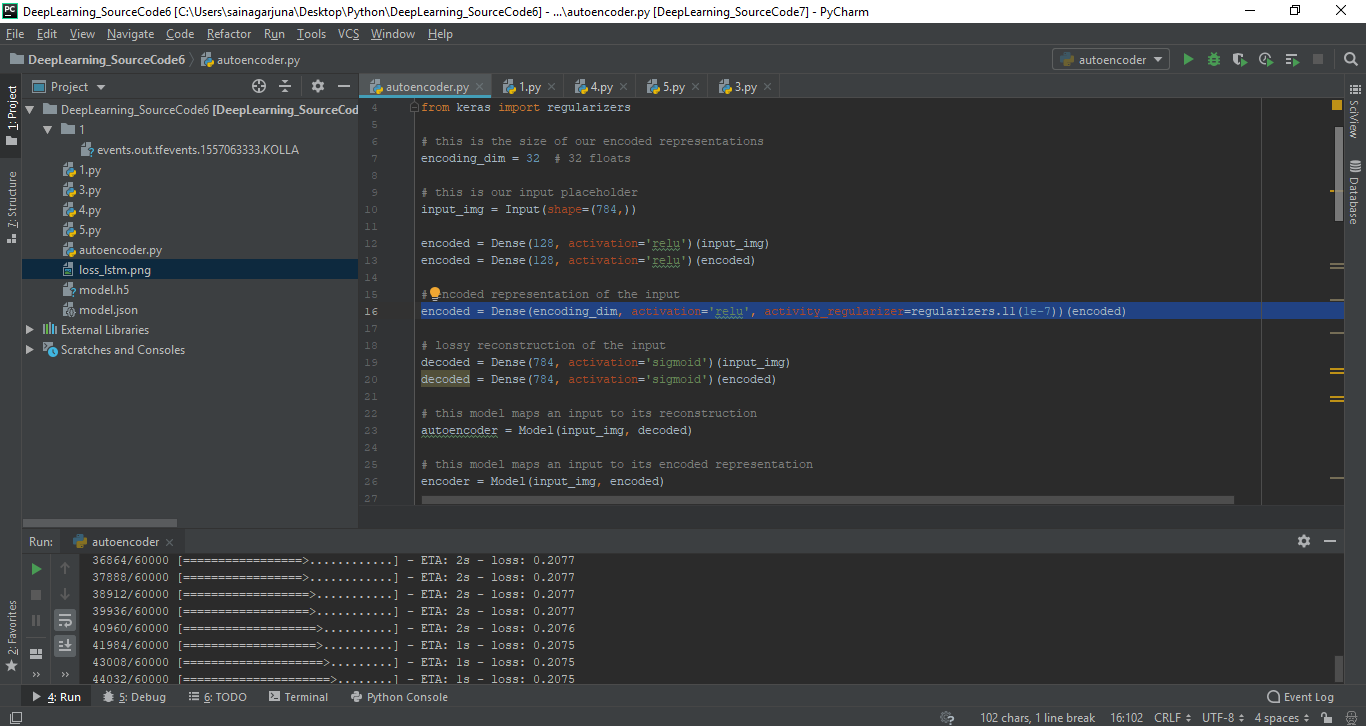 DeepLearning_SourceCode6 [C:\Users\sainagarjuna\Desktop\Python\DeepLearning_SourceCode6] - ...\autoencoder.py [DeepLearning_SourceCode7] - PyCharm
File Edit View Navigate Code Refactor Run Tools VCS Window Help
DeepLearning_SourceCode6 autoencoder.py autoencoder
Project autoencoder.py 1.py 4.py 5.py 3.py
1: Project
7: Structure
2: Favorites
DeepLearning_SourceCode6 [DeepLearning_SourceCod
1
events.out.tfevents.1557063333.KOLLA
1.py
3.py
4.py
5.py
autoencoder.py
loss_lstm.png
model.h5
model.json
External Libraries
Scratches and Consoles
4 from keras import regularizers
5
6 # this is the size of our encoded representations
7 encoding_dim = 32  # 32 floats
8
9 # this is our input placeholder
10 input_img = Input(shape=(784,))
11
12 encoded = Dense(128, activation='relu')(input_img)
13 encoded = Dense(128, activation='relu')(encoded)
14
15 # encoded representation of the input
16 encoded = Dense(encoding_dim, activation='relu', activity_regularizer=regularizers.l1(1e-7))(encoded)
17
18 # lossy reconstruction of the input
19 decoded = Dense(784, activation='sigmoid')(input_img)
20 decoded = Dense(784, activation='sigmoid')(encoded)
21
22 # this model maps an input to its reconstruction
23 autoencoder = Model(input_img, decoded)
24
25 # this model maps an input to its encoded representation
26 encoder = Model(input_img, encoded)
27
SciView
Database
Run: autoencoder
36864/60000 [=================>............] - ETA: 2s - loss: 0.2077
37888/60000 [=================>............] - ETA: 2s - loss: 0.2077
38912/60000 [==================>...........] - ETA: 2s - loss: 0.2077
39936/60000 [==================>...........] - ETA: 2s - loss: 0.2077
40960/60000 [===================>..........] - ETA: 2s - loss: 0.2076
41984/60000 [===================>..........] - ETA: 1s - loss: 0.2075
43008/60000 [====================>.........] - ETA: 1s - loss: 0.2075
44032/60000 [=====================>........] - ETA: 1s - loss: 0.2075
4: Run 5: Debug 6: TODO Terminal Python Console Event Log
102 chars, 1 line break 16:102 CRLF UTF-8 4 spaces